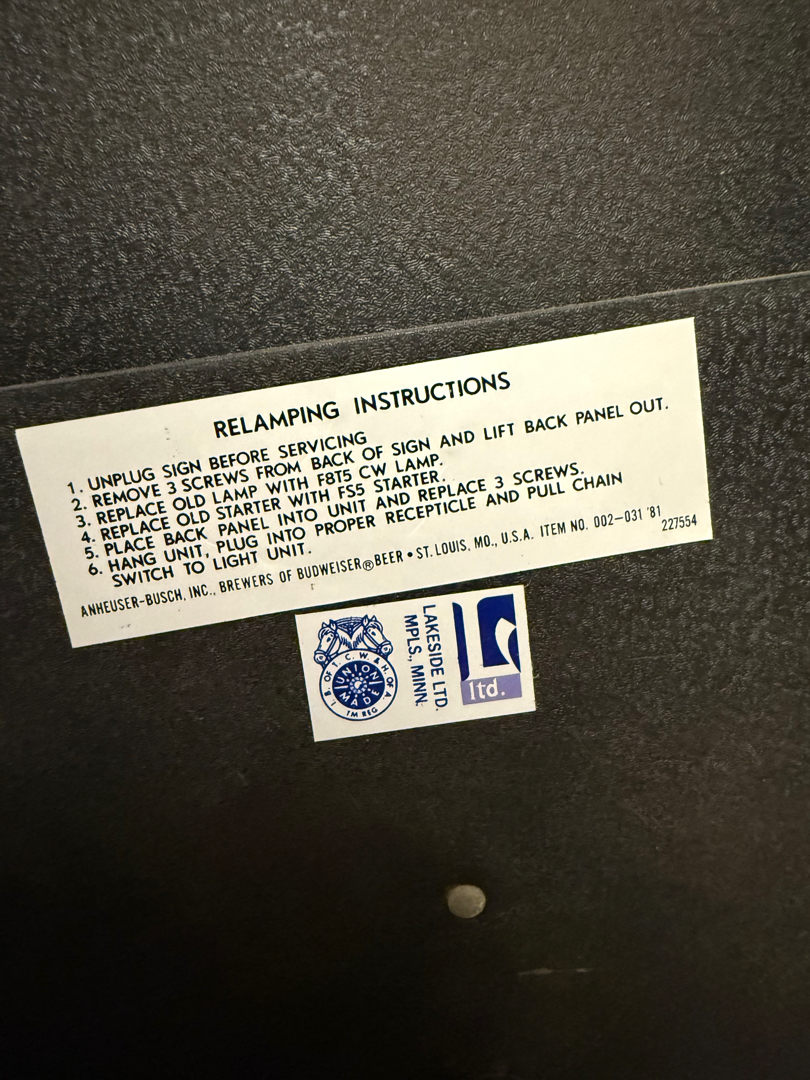 RELAMPING INSTRUCTIONS
1. UNPLUG SIGN BEFORE SERVICING
2. REMOVE 3 SCREWS FROM BACK OF SIGN AND LIFT BACK PANEL OUT.
3. REPLACE OLD LAMP WITH F8T5 CW LAMP.
4. REPLACE OLD STARTER WITH FS5 STARTER.
5. PLACE BACK PANEL INTO UNIT AND REPLACE 3 SCREWS.
6. HANG UNIT, PLUG INTO PROPER RECEPTICLE AND PULL CHAIN
SWITCH TO LIGHT UNIT.
ANHEUSER-BUSCH, INC., BREWERS OF BUDWEISER® BEER • ST. LOUIS, MO., U.S.A. ITEM NO. 002-031 '81
227554
I. B. OF T. C. W. & H. OF A.
UNION
MADE
TM REG
LAKESIDE LTD.
MPLS., MINN.
L
ltd.